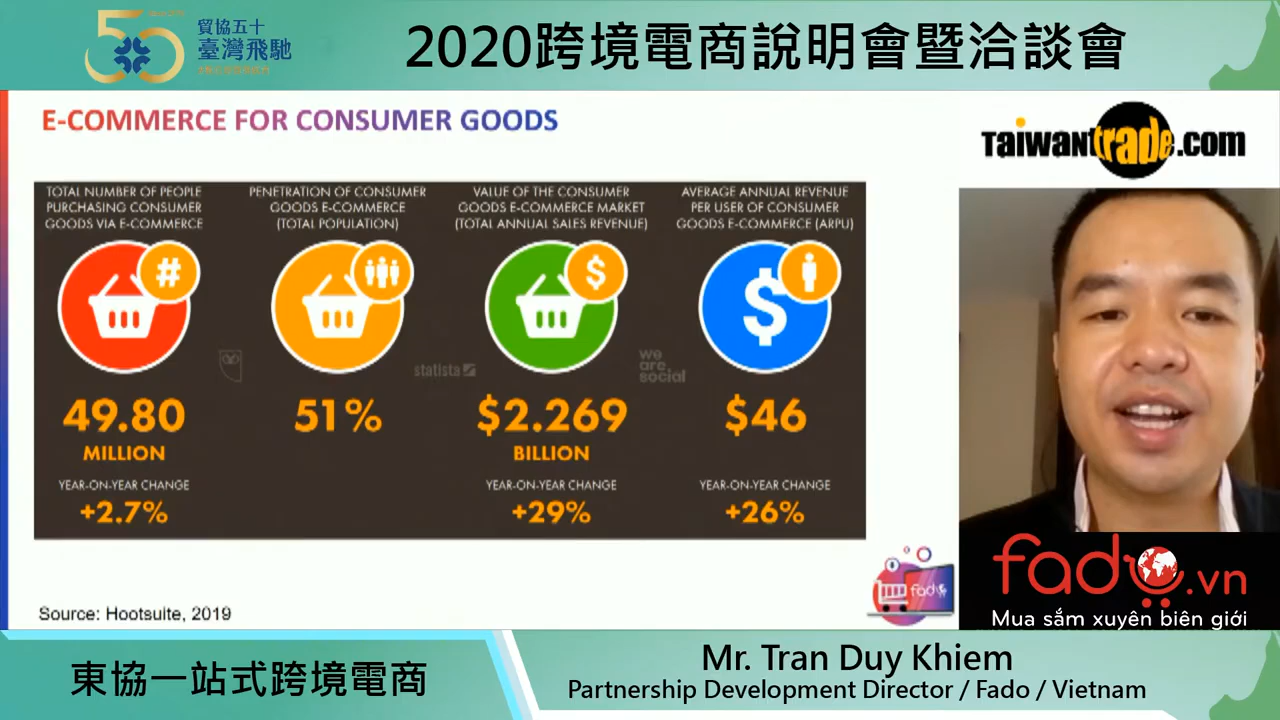 50
貿協五十
臺灣飛馳
2020跨境電商說明會暨洽談會
E-COMMERCE FOR CONSUMER GOODS
TAIWANTRADE.COM
TOTAL NUMBER OF PEOPLE
PURCHASING CONSUMER
GOODS VIA E-COMMERCE
#
49.80
MILLION
YEAR-ON-YEAR CHANGE
+2.7%
PENETRATION OF CONSUMER
GOODS E-COMMERCE
(TOTAL POPULATION)
51%
VALUE OF THE CONSUMER
GOODS E-COMMERCE MARKET
(TOTAL ANNUAL SALES REVENUE)
$
$2.269
BILLION
YEAR-ON-YEAR CHANGE
+29%
AVERAGE ANNUAL REVENUE
PER USER OF CONSUMER
GOODS E-COMMERCE (ARPU)
$
$46
YEAR-ON-YEAR CHANGE
+26%
statista
we
are
social
Source: Hootsuite, 2019
fado
fado.vn
Mua sắm xuyên biên giới
東協一站式跨境電商
Mr. Tran Duy Khiem
Partnership Development Director / Fado / Vietnam